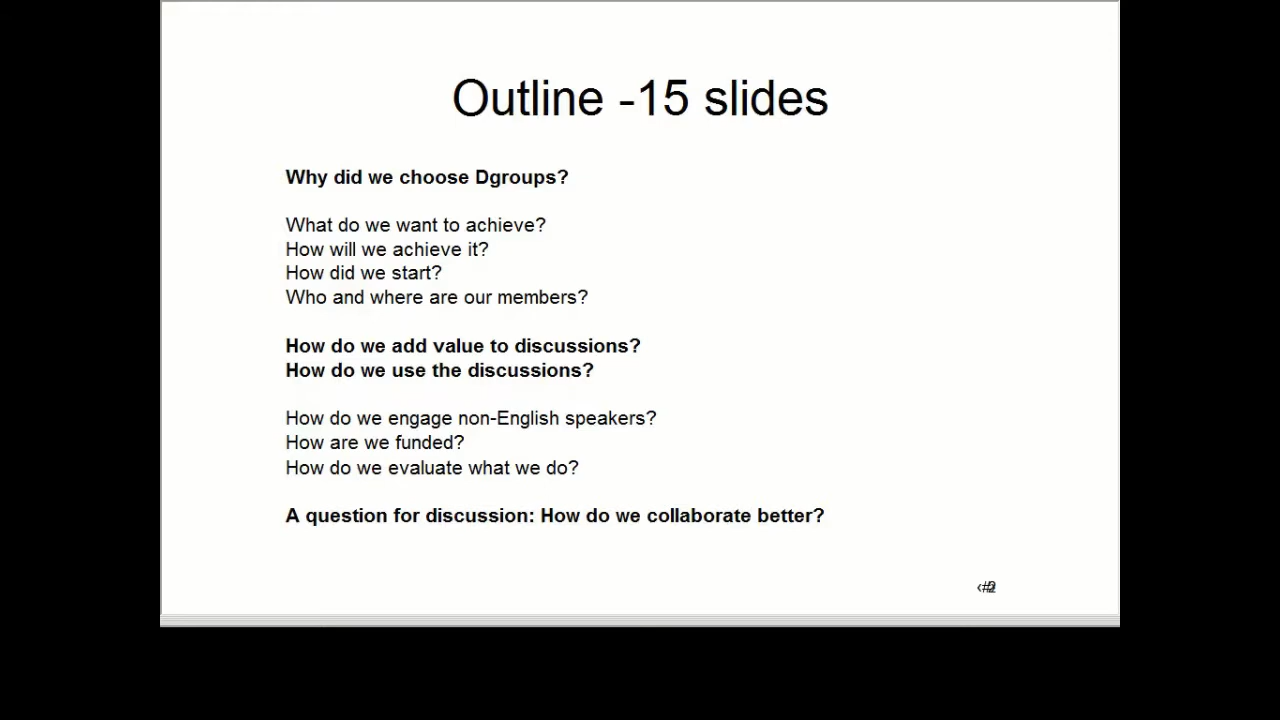 Outline -15 slides
Why did we choose Dgroups?
What do we want to achieve?
How will we achieve it?
How did we start?
Who and where are our members?
How do we add value to discussions?
How do we use the discussions?
How do we engage non-English speakers?
How are we funded?
How do we evaluate what we do?
A question for discussion: How do we collaborate better?